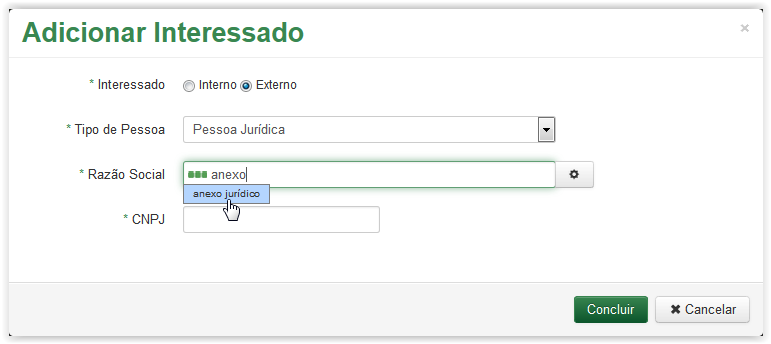 Adicionar Interessado ×
* Interessado Interno Externo
* Tipo de Pessoa Pessoa Jurídica
* Razão Social anexo
anexo jurídico
* CNPJ
Concluir ✖ Cancelar